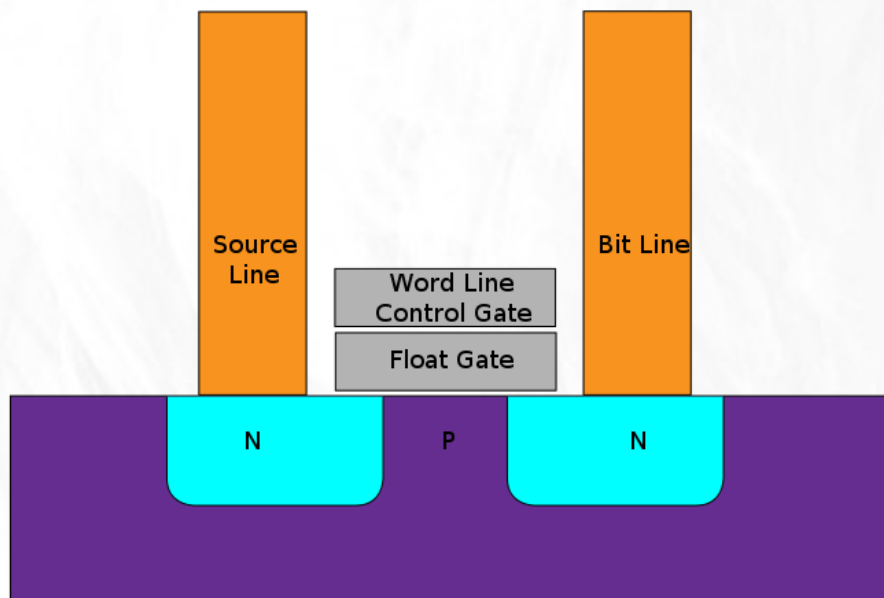 Source
Line
Bit Line
Word Line
Control Gate
Float Gate
N
P
N